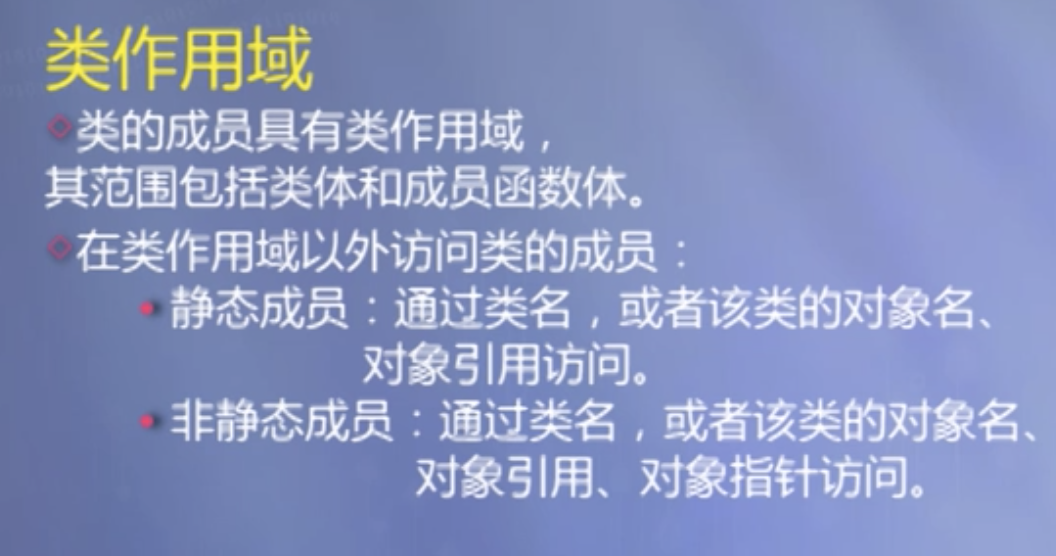 类作用域
类的成员具有类作用域，
其范围包括类体和成员函数体。
在类作用域以外访问类的成员：
静态成员：通过类名，或者该类的对象名、
对象引用访问。
非静态成员：通过类名，或者该类的对象名、
对象引用、对象指针访问。